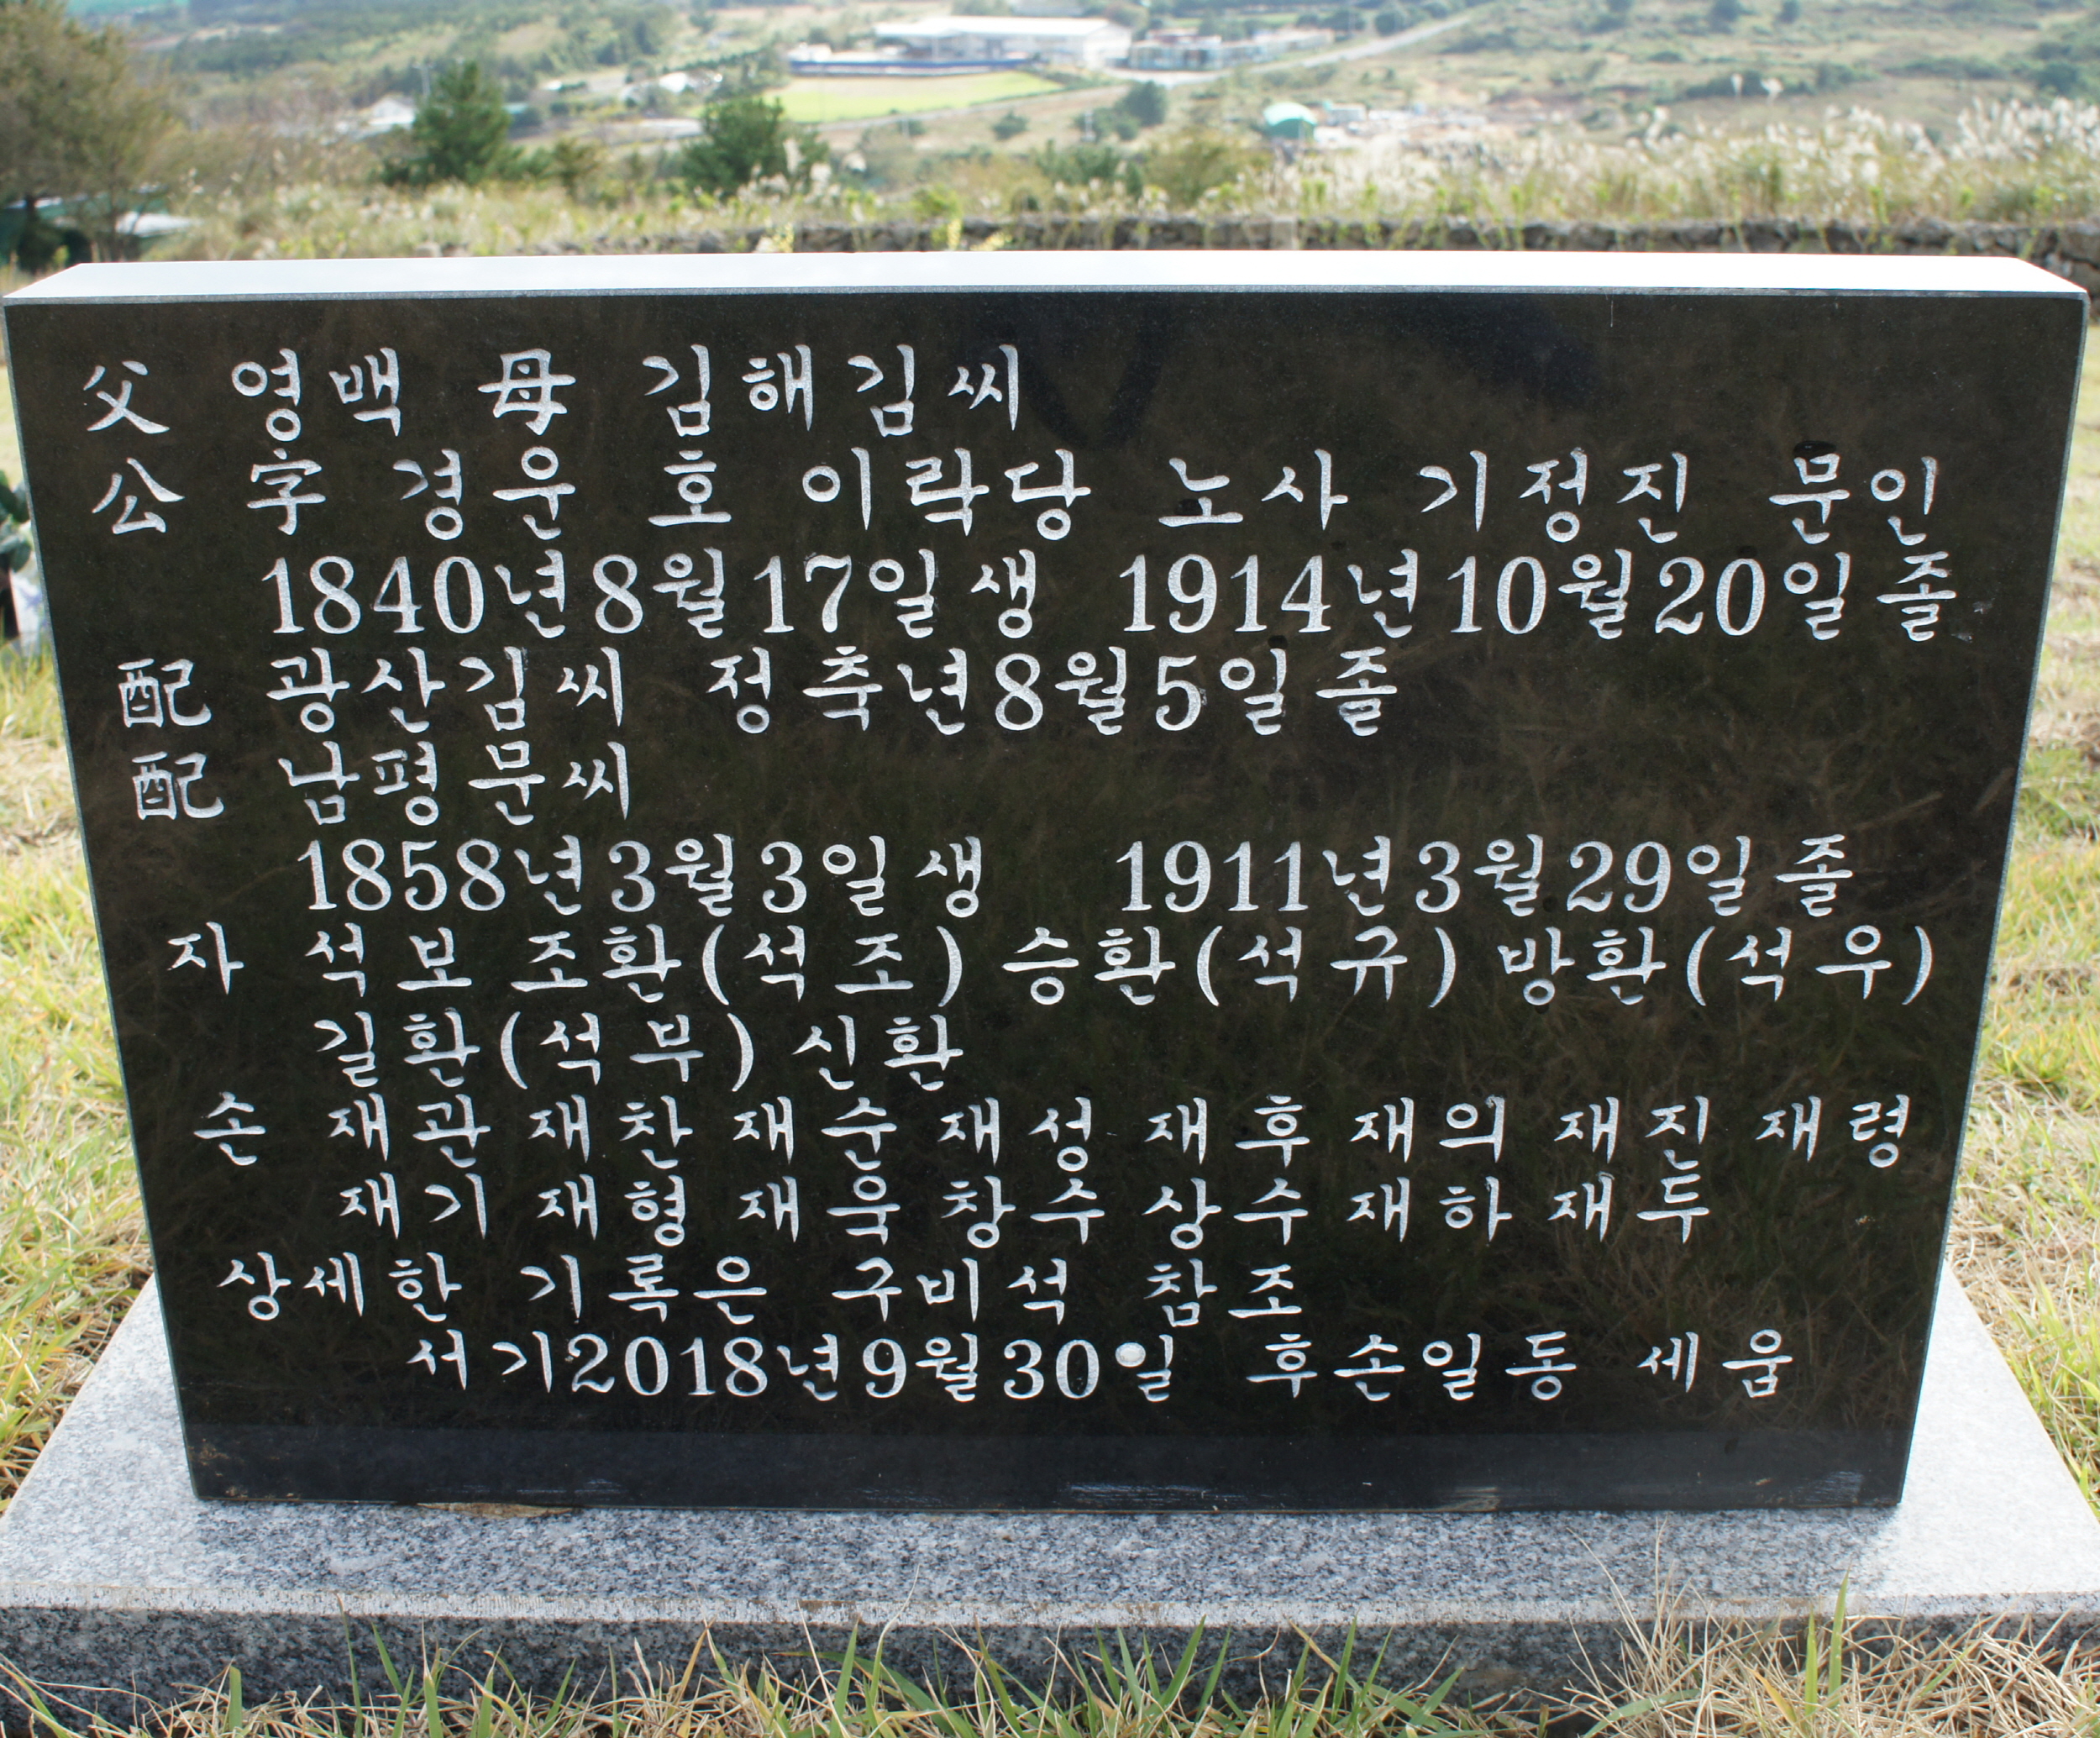 父 영백 母 김해김씨
公 字 경운 호 이락당 노사 기정진 문인
1840년8월17일생 1914년10월20일졸
配 광산김씨 정축년8월5일졸
配 남평문씨
1858년3월3일생 1911년3월29일졸
자 석보 조환(석조) 승환(석규) 방환(석우)
길환(석부) 신환
손 재관 재찬 재순 재성 재후 재의 재진 재령
재기 재형 재욱 창수 상수 재하 재두
상세한 기록은 구비석 참조
서기2018년9월30일 후손일동 세움